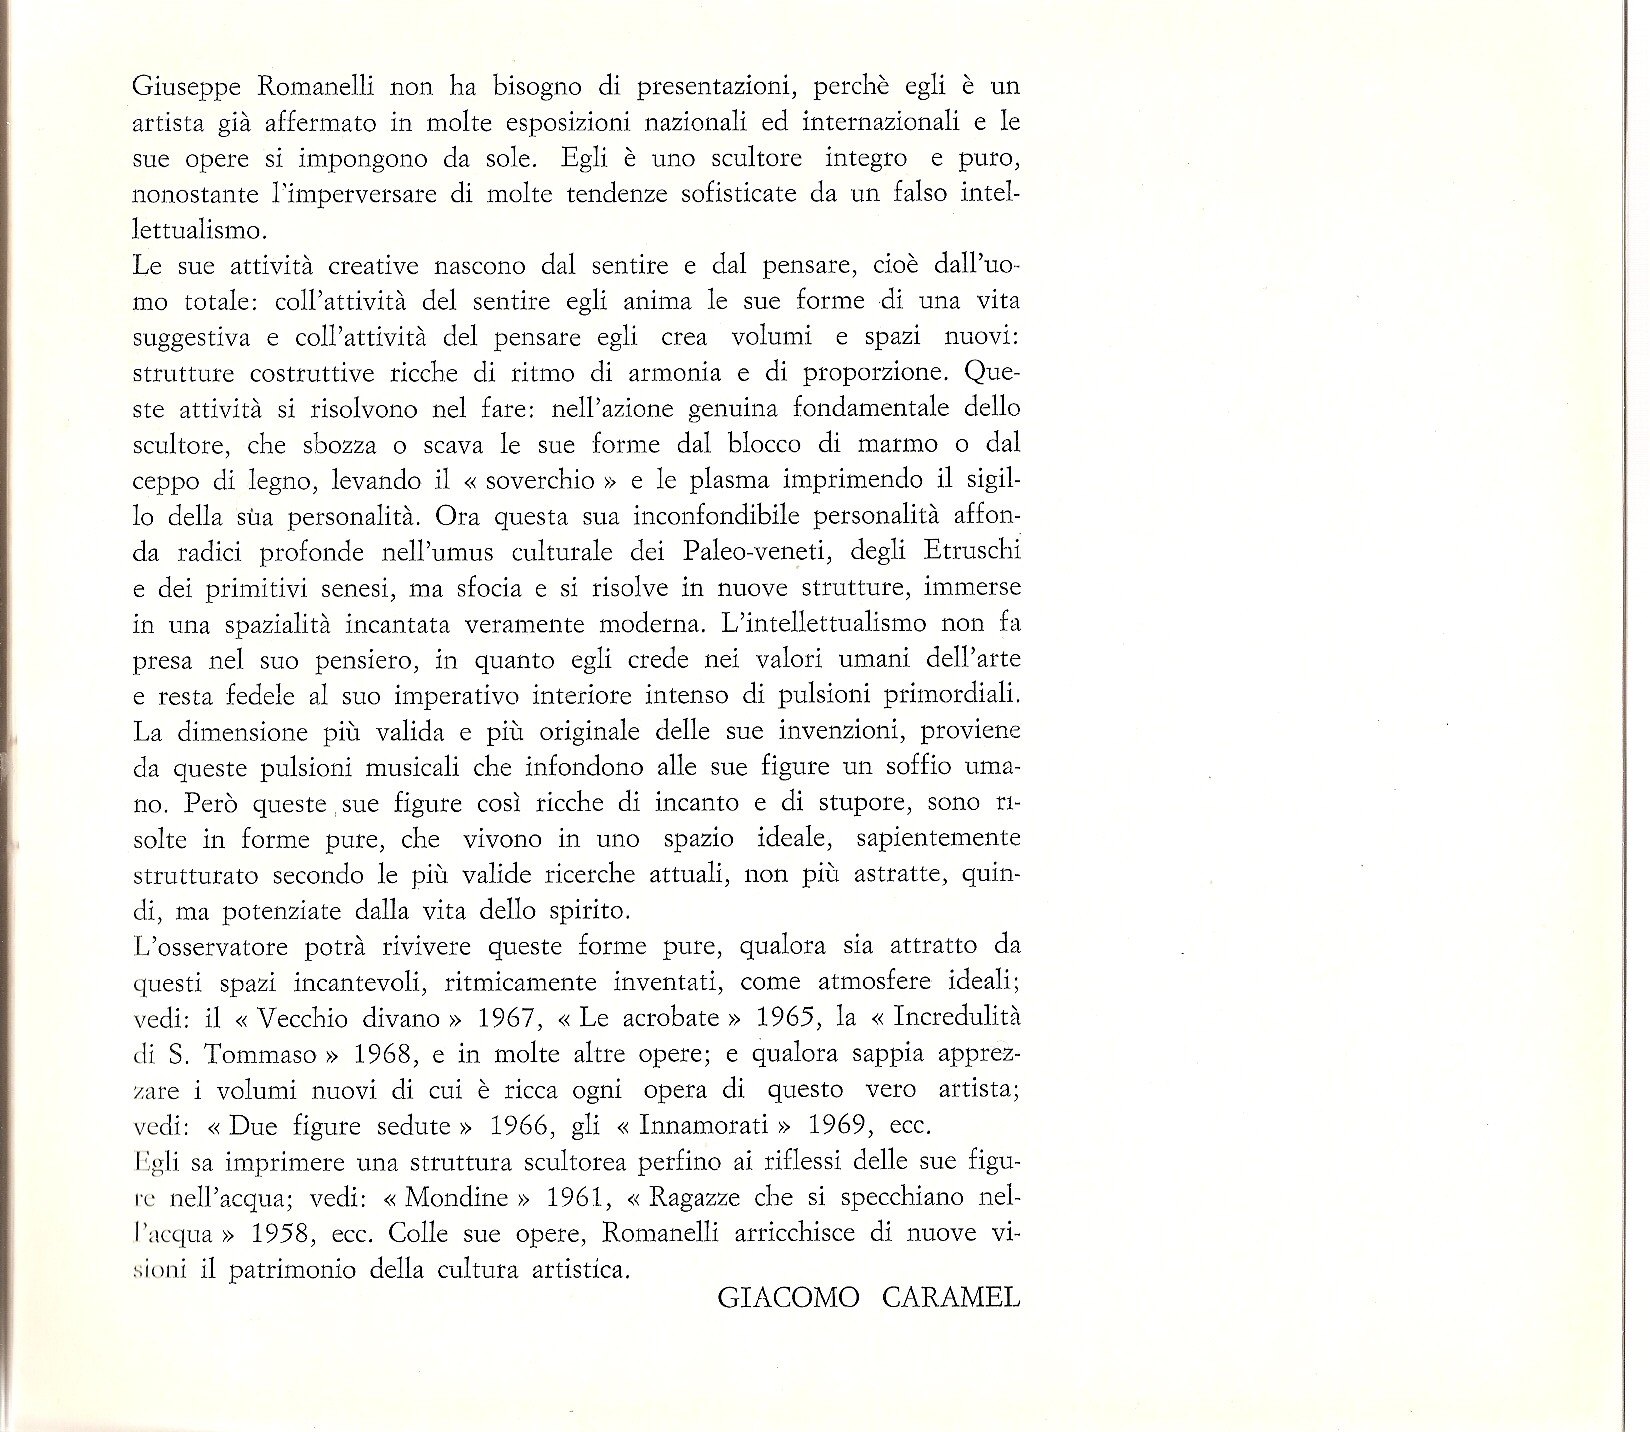 Giuseppe Romanelli non ha bisogno di presentazioni, perchè egli è un
artista già affermato in molte esposizioni nazionali ed internazionali e le
sue opere si impongono da sole. Egli è uno scultore integro e puro,
nonostante l'imperversare di molte tendenze sofisticate da un falso intel-
lettualismo.
Le sue attività creative nascono dal sentire e dal pensare, cioè dall'uo-
mo totale: coll'attività del sentire egli anima le sue forme di una vita
suggestiva e coll'attività del pensare egli crea volumi e spazi nuovi:
strutture costruttive ricche di ritmo di armonia e di proporzione. Que-
ste attività si risolvono nel fare: nell'azione genuina fondamentale dello
scultore, che sbozza o scava le sue forme dal blocco di marmo o dal
ceppo di legno, levando il « soverchio » e le plasma imprimendo il sigil-
lo della sua personalità. Ora questa sua inconfondibile personalità affon-
da radici profonde nell'umus culturale dei Paleo-veneti, degli Etruschi
e dei primitivi senesi, ma sfocia e si risolve in nuove strutture, immerse
in una spazialità incantata veramente moderna. L'intellettualismo non fa
presa nel suo pensiero, in quanto egli crede nei valori umani dell'arte
e resta fedele al suo imperativo interiore intenso di pulsioni primordiali.
La dimensione più valida e più originale delle sue invenzioni, proviene
da queste pulsioni musicali che infondono alle sue figure un soffio uma-
no. Però queste sue figure così ricche di incanto e di stupore, sono ri-
solte in forme pure, che vivono in uno spazio ideale, sapientemente
strutturato secondo le più valide ricerche attuali, non più astratte, quin-
di, ma potenziate dalla vita dello spirito.
L'osservatore potrà rivivere queste forme pure, qualora sia attratto da
questi spazi incantevoli, ritmicamente inventati, come atmosfere ideali;
vedi: il « Vecchio divano » 1967, « Le acrobate » 1965, la « Incredulità
di S. Tommaso » 1968, e in molte altre opere; e qualora sappia apprez-
zare i volumi nuovi di cui è ricca ogni opera di questo vero artista;
vedi: « Due figure sedute » 1966, gli « Innamorati » 1969, ecc.
Egli sa imprimere una struttura scultorea perfino ai riflessi delle sue figu-
re nell'acqua; vedi: « Mondine » 1961, « Ragazze che si specchiano nel-
l'acqua » 1958, ecc. Colle sue opere, Romanelli arricchisce di nuove vi-
sioni il patrimonio della cultura artistica.
GIACOMO CARAMEL